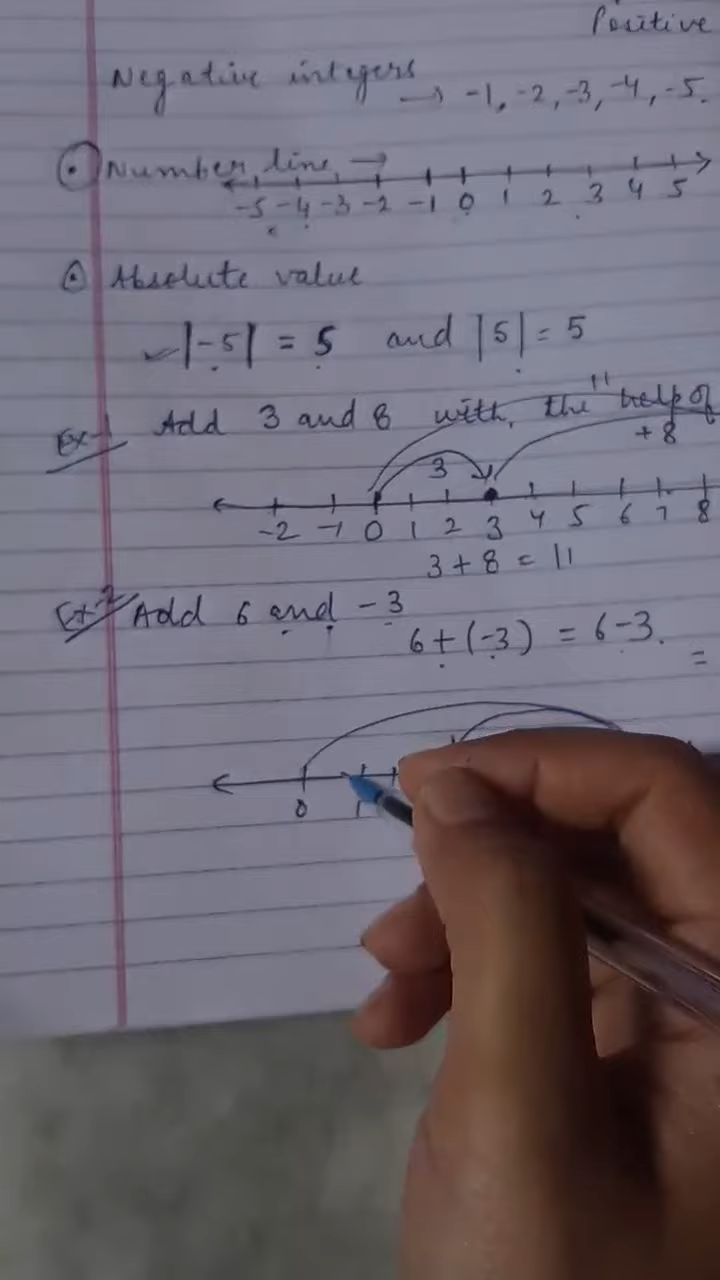 Positive
Negative integers → -1, -2, -3, -4, -5.
Number line →
-5 -4 -3 -2 -1 0 1 2 3 4 5
Absolute value
|-5| = 5 and |5| = 5
11
Ex-1 Add 3 and 8 with the help of
3 +8
-2 -1 0 1 2 3 4 5 6 7 8
3 + 8 = 11
Ex-2 Add 6 and -3
6 + (-3) = 6 - 3.
=
0 1